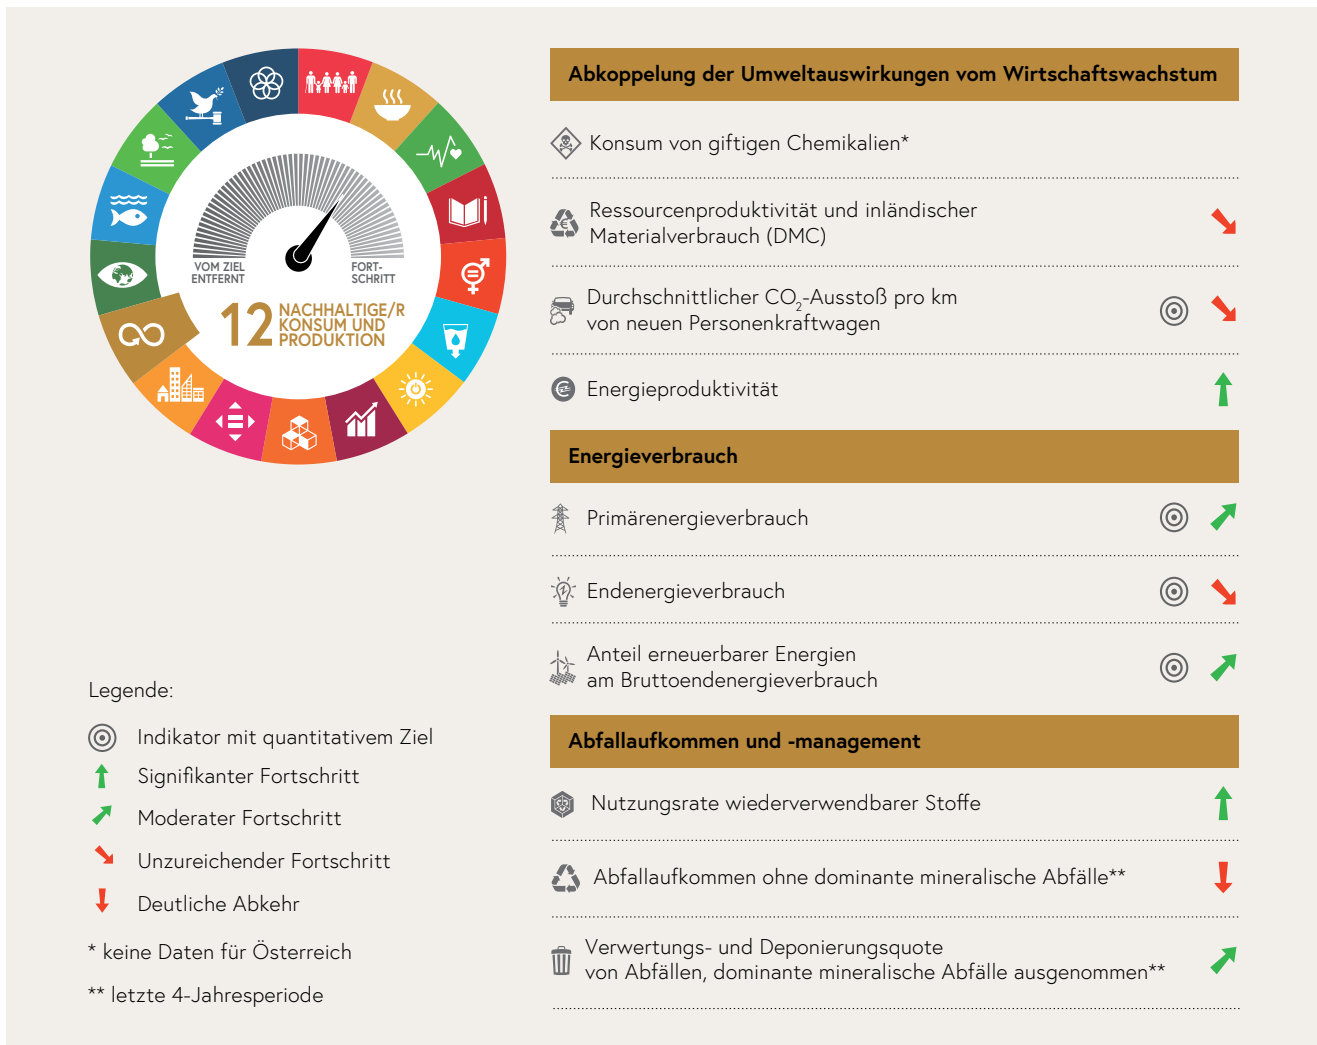 VOM ZIEL
ENTFERNT
FORT-
SCHRITT
12 NACHHALTIGE/R
KONSUM UND
PRODUKTION
Abkoppelung der Umweltauswirkungen vom Wirtschaftswachstum
Konsum von giftigen Chemikalien*
Ressourcenproduktivität und inländischer
Materialverbrauch (DMC)
Durchschnittlicher CO₂-Ausstoß pro km
von neuen Personenkraftwagen
Energieproduktivität
Energieverbrauch
Primärenergieverbrauch
Endenergieverbrauch
Anteil erneuerbarer Energien
am Bruttoendenergieverbrauch
Abfallaufkommen und -management
Nutzungsrate wiederverwendbarer Stoffe
Abfallaufkommen ohne dominante mineralische Abfälle**
Verwertungs- und Deponierungsquote
von Abfällen, dominante mineralische Abfälle ausgenommen**
Legende:
Indikator mit quantitativem Ziel
Signifikanter Fortschritt
Moderater Fortschritt
Unzureichender Fortschritt
Deutliche Abkehr
* keine Daten für Österreich
** letzte 4-Jahresperiode